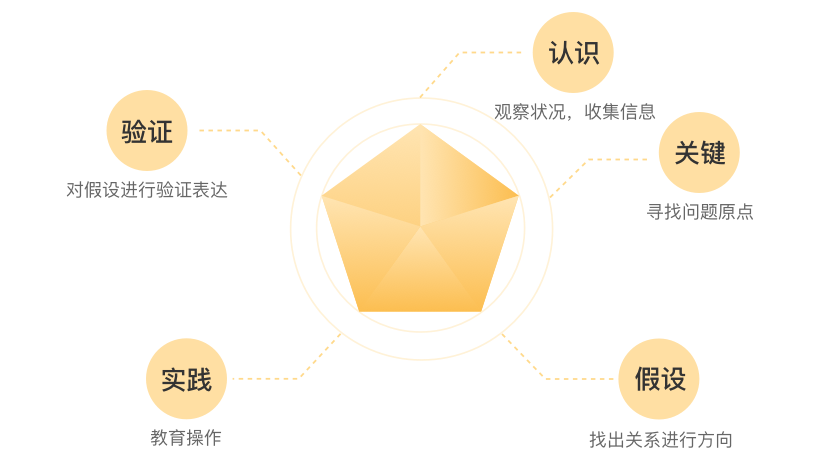 认识
观察状况，收集信息
关键
寻找问题原点
验证
对假设进行验证表达
实践
教育操作
假设
找出关系进行方向